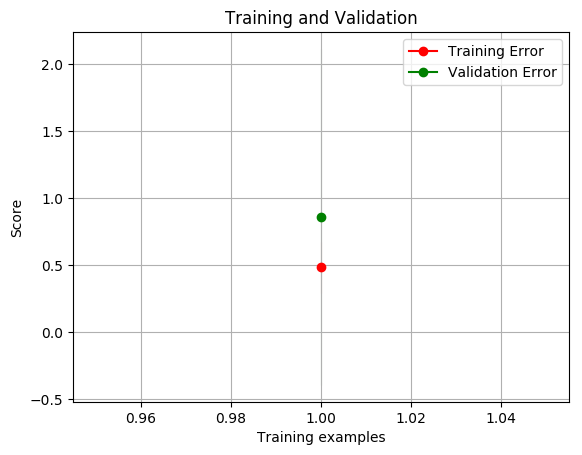 Training and Validation
Training Error
Validation Error
2.0
1.5
1.0
0.5
0.0
−0.5
Score
0.96
0.98
1.00
1.02
1.04
Training examples